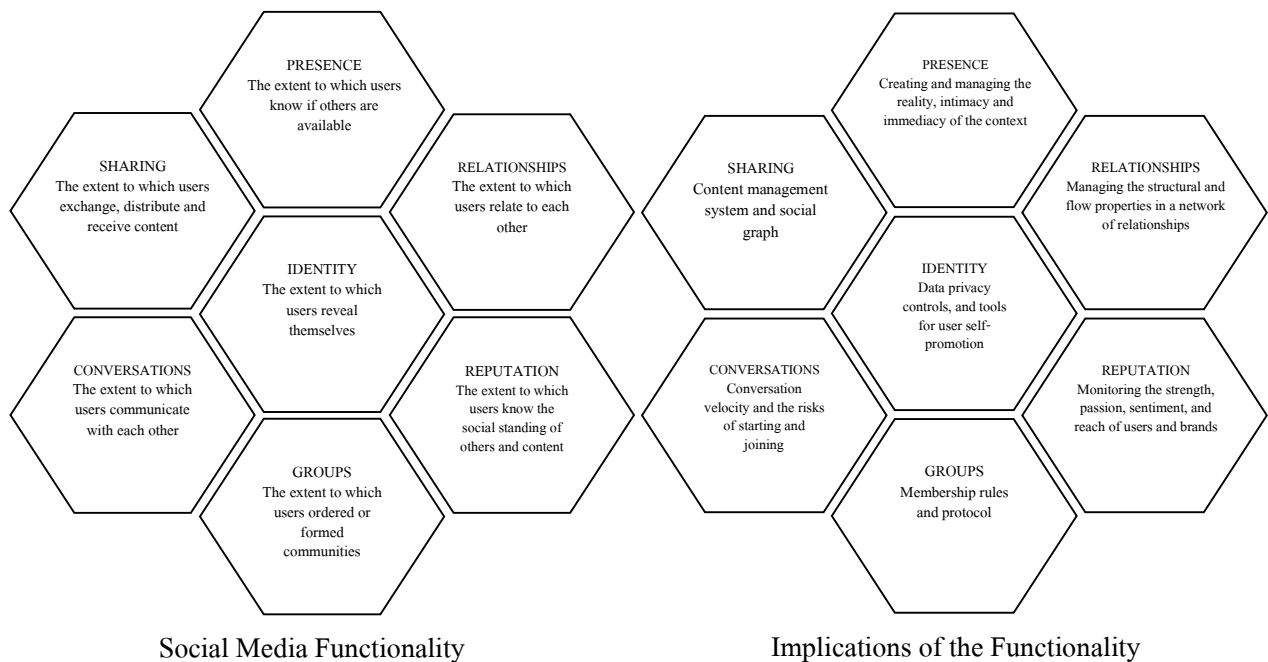 PRESENCE
The extent to which users
know if others are
available
SHARING
The extent to which users
exchange, distribute and
receive content
RELATIONSHIPS
The extent to which
users relate to each
other
IDENTITY
The extent to which
users reveal
themselves
CONVERSATIONS
The extent to which
users communicate
with each other
REPUTATION
The extent to which
users know the
social standing of
others and content
GROUPS
The extent to which
users ordered or
formed
communities
Social Media Functionality
PRESENCE
Creating and managing the
reality, intimacy and
immediacy of the context
SHARING
Content management
system and social
graph
RELATIONSHIPS
Managing the structural and
flow properties in a network
of relationships
IDENTITY
Data privacy
controls, and tools
for user self-
promotion
CONVERSATIONS
Conversation
velocity and the risks
of starting and
joining
REPUTATION
Monitoring the strength,
passion, sentiment, and
reach of users and brands
GROUPS
Membership rules
and protocol
Implications of the Functionality